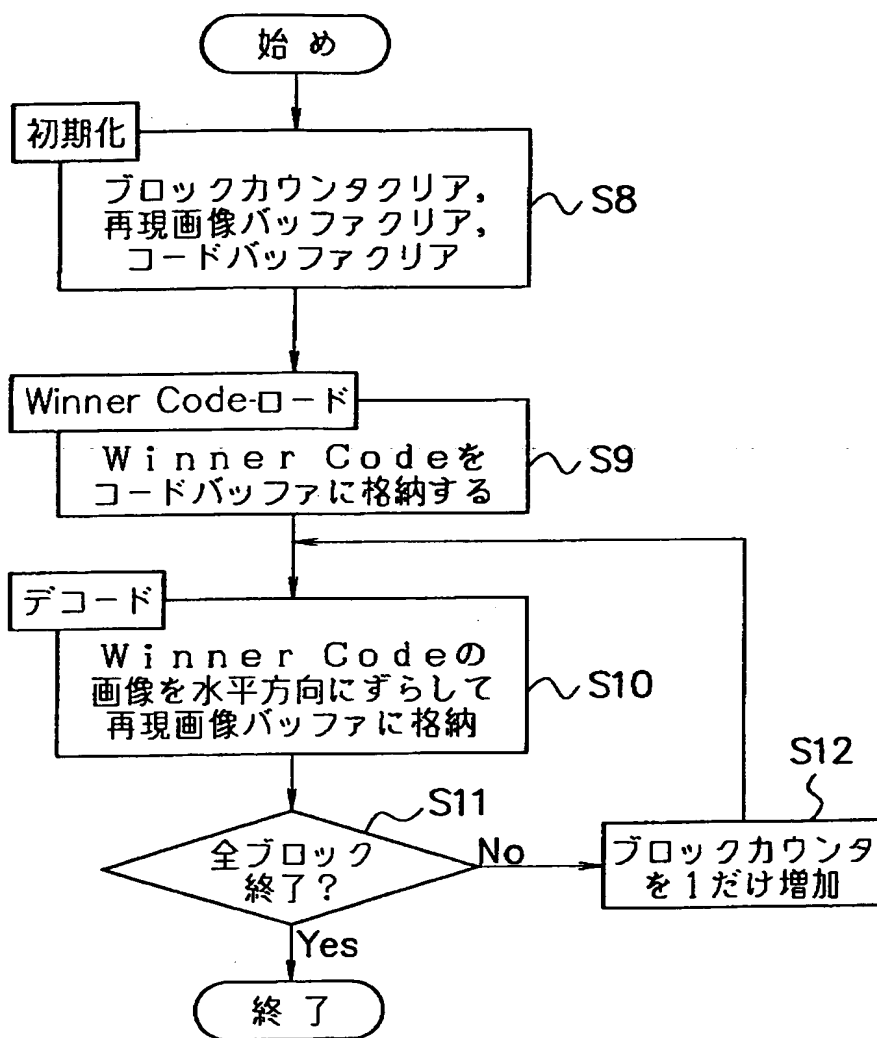 始め
初期化
ブロックカウンタクリア,
再現画像バッファクリア,
コードバッファクリア
S8
Winner Code-ロード
Winner Codeを
コードバッファに格納する
S9
デコード
Winner Codeの
画像を水平方向にずらして
再現画像バッファに格納
S10
S11
全ブロック
終了?
No
S12
ブロックカウンタ
を1だけ増加
Yes
終了